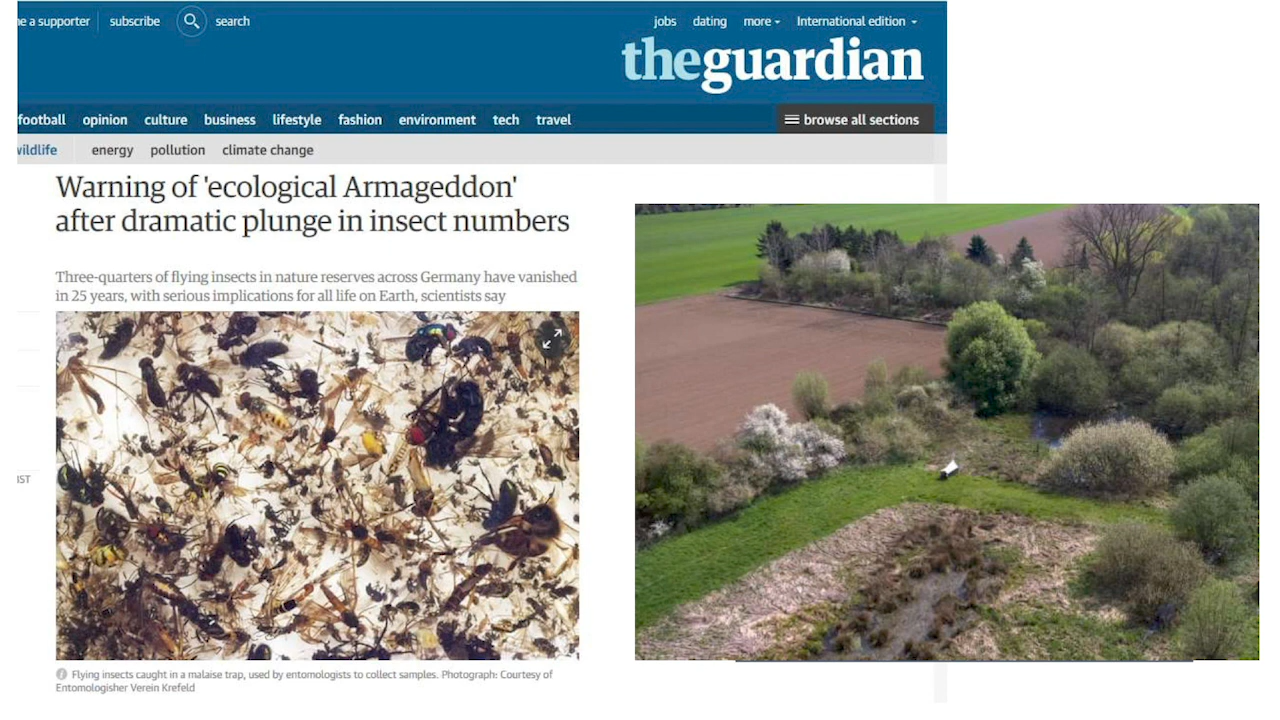 subscribe
search
jobs
dating
more
International edition
theguardian
football
opinion
culture
business
lifestyle
fashion
environment
tech
travel
browse all sections
energy
pollution
climate change
Warning of 'ecological Armageddon'
after dramatic plunge in insect numbers
Three-quarters of flying insects in nature reserves across Germany have vanished
in 25 years, with serious implications for all life on Earth, scientists say
Flying insects caught in a malaise trap, used by entomologists to collect samples. Photograph: Courtesy of
Entomologisher Verein Krefeld